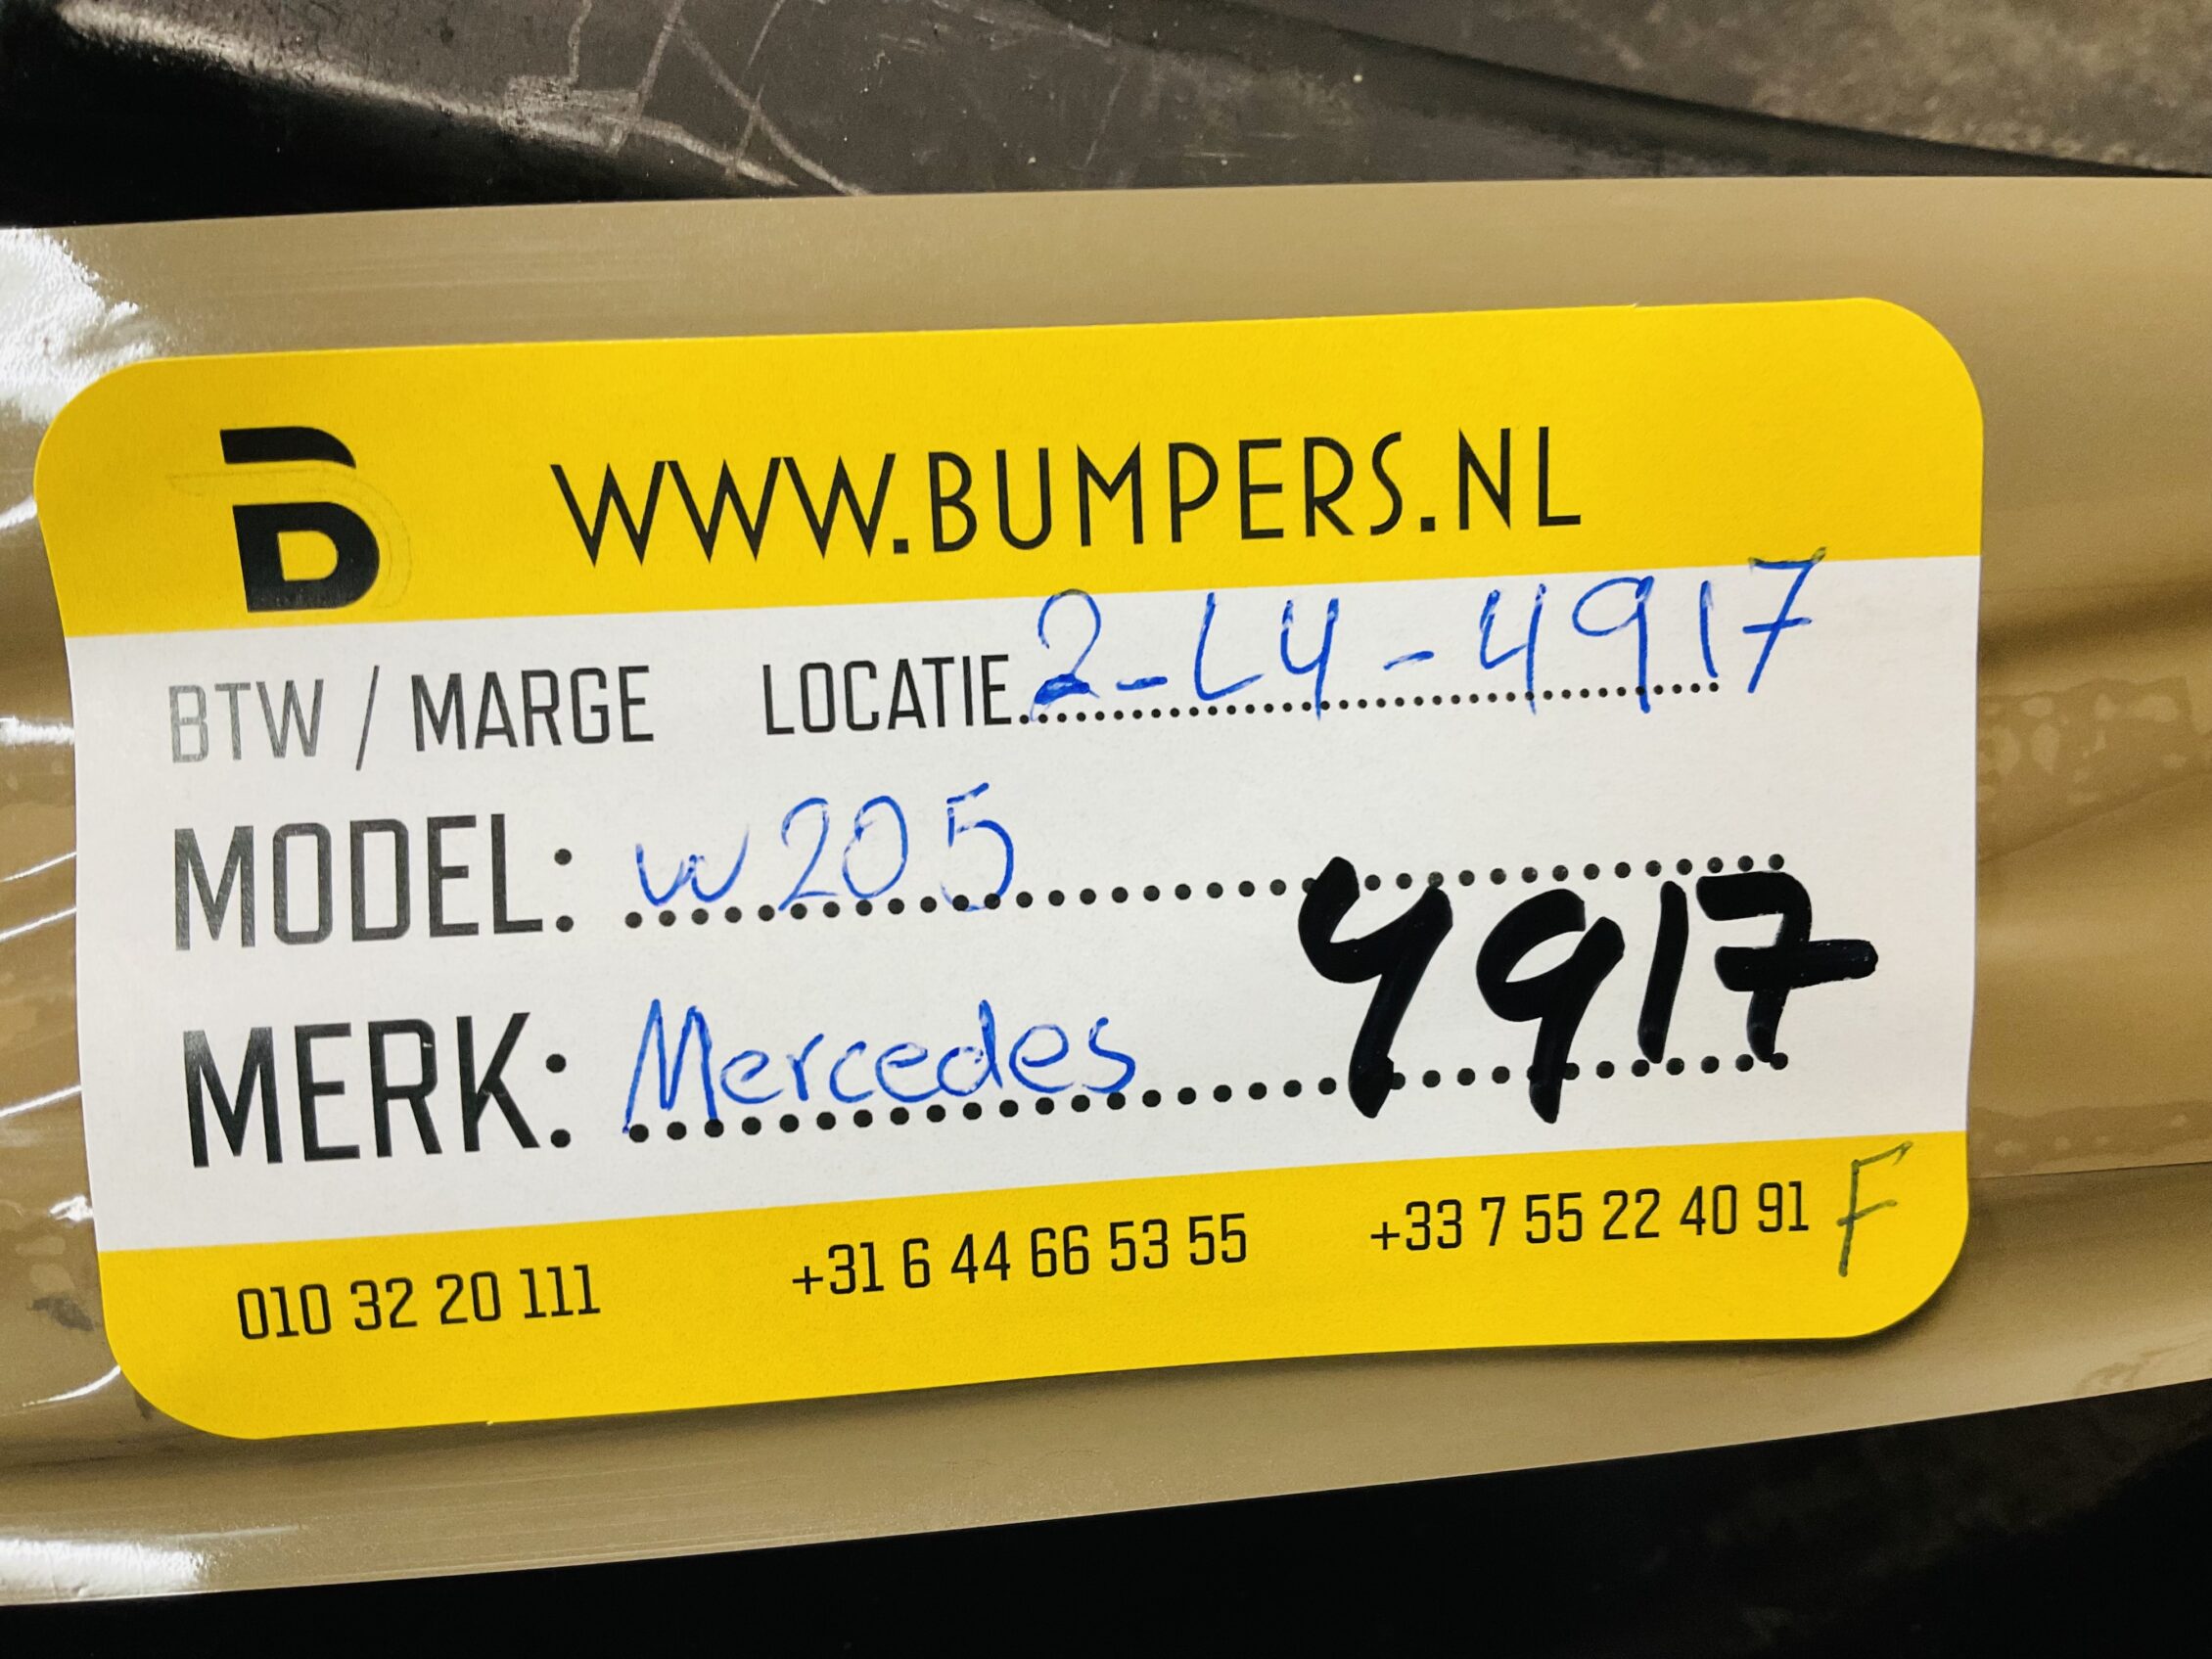 B WWW.BUMPERS.NL
BTW / MARGE LOCATIE 2-L4-4917
MODEL: w205
4917
MERK: Mercedes
010 32 20 111 +31 6 44 66 53 55 +33 7 55 22 40 91 F